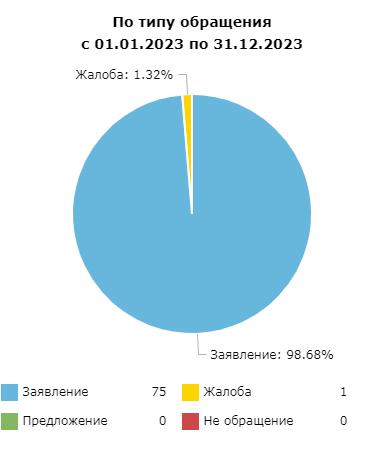 По типу обращения
с 01.01.2023 по 31.12.2023
Жалоба: 1.32%
Заявление: 98.68%
Заявление 75 Жалоба 1
Предложение 0 Не обращение 0